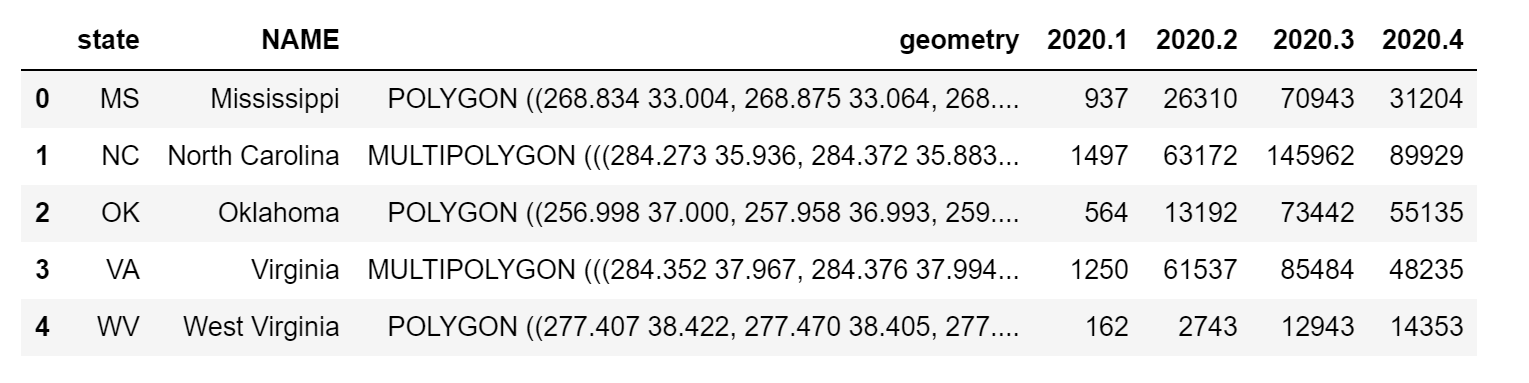 state NAME geometry 2020.1 2020.2 2020.3 2020.4
0 MS Mississippi POLYGON ((268.834 33.004, 268.875 33.064, 268.... 937 26310 70943 31204
1 NC North Carolina MULTIPOLYGON (((284.273 35.936, 284.372 35.883... 1497 63172 145962 89929
2 OK Oklahoma POLYGON ((256.998 37.000, 257.958 36.993, 259.... 564 13192 73442 55135
3 VA Virginia MULTIPOLYGON (((284.352 37.967, 284.376 37.994... 1250 61537 85484 48235
4 WV West Virginia POLYGON ((277.407 38.422, 277.470 38.405, 277.... 162 2743 12943 14353